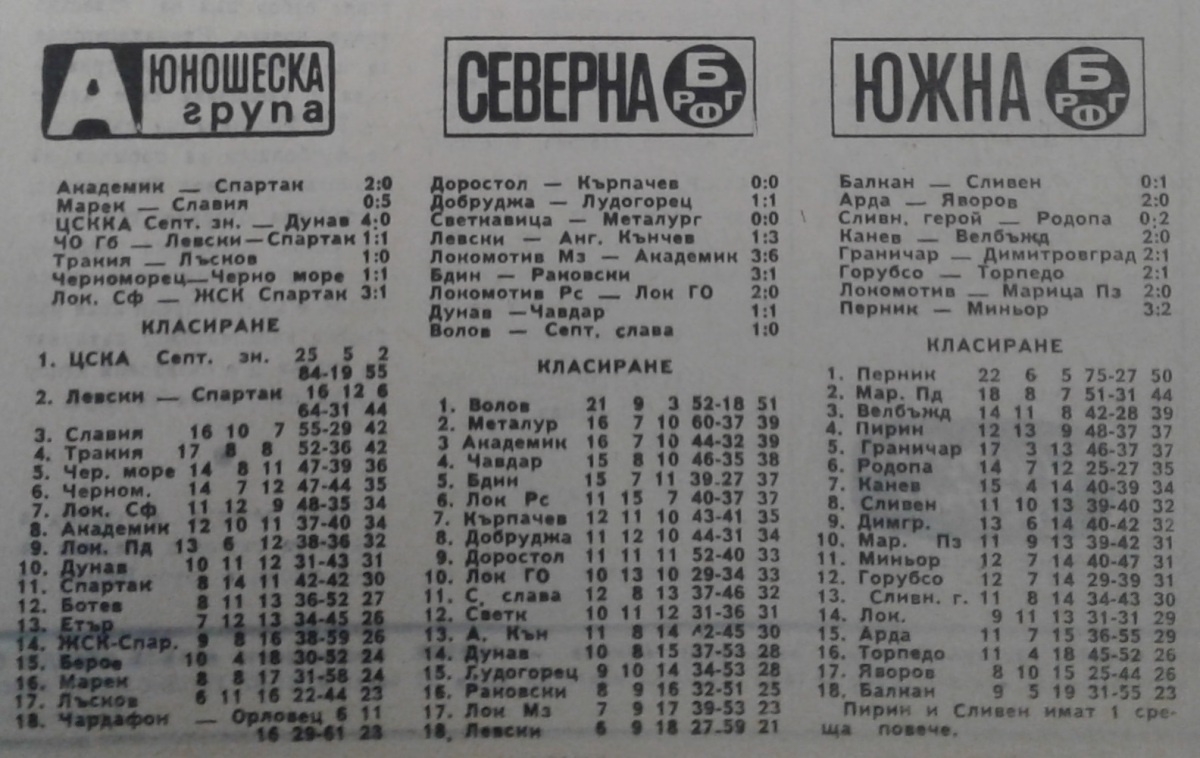 А ЮНОШЕСКА
група
Академик — Спартак 2:0
Марек — Славия 0:5
ЦСККА Септ. зн. — Дунав 4:0
ЧО Гб — Левски—Спартак 1:1
Тракия — Лъсков 1:0
Черноморец—Черно море 1:1
Лок. Сф — ЖСК Спартак 3:1
КЛАСИРАНЕ
1. ЦСКА Септ. зн. 25 5 2
84-19 55
2. Левски — Спартак 16 12 6
64-31 44
3. Славия 16 10 7 55-29 42
4. Тракия 17 8 8 52-36 42
5. Чер. море 14 8 11 47-39 36
6. Черном. 14 7 12 47-44 35
7. Лок. Сф 11 12 9 48-35 34
8. Академик 12 10 11 37-40 34
9. Лок. Пд 13 6 12 38-36 32
10. Дунав 10 11 12 31-43 31
11. Спартак 8 14 11 42-42 30
12. Ботев 8 11 13 36-52 27
13. Етър 7 12 13 34-45 26
14. ЖСК-Спар. 9 8 16 38-59 26
15. Берое 10 4 18 30-52 24
16. Марек 8 8 17 31-58 24
17. Лъсков 6 11 16 22-44 23
18. Чардафон — Орловец 6 11
16 29-61 23
СЕВЕРНА Б РФГ
Доростол — Кърпачев 0:0
Добруджа — Лудогорец 1:1
Светкавица — Металург 0:0
Левски — Анг. Кънчев 1:3
Локомотив Мз — Академик 3:6
Бдин — Раковски 3:1
Локомотив Рс — Лок ГО 2:0
Дунав —Чавдар 1:1
Волов — Септ. слава 1:0
КЛАСИРАНЕ
1. Волов 21 9 3 52-18 51
2. Металур 16 7 10 60-37 39
3 Академик 16 7 10 44-32 39
4. Чавдар 15 8 10 46-35 38
5. Бдин 15 7 11 39.27 37
6. Лок Рс 11 15 7 40-37 37
7. Кърпачев 12 11 10 43-41 35
8. Добруджа 11 12 10 44-31 34
9. Доростол 11 11 11 52-40 33
10. Лок ГО 10 13 10 29-34 33
11. С. слава 12 8 13 37-46 32
12. Светк 10 11 12 31-36 31
13. А. Кън 11 8 14 42-45 30
14. Дунав 10 8 15 37-53 28
15. Лудогорец 9 10 14 34-53 28
16. Раковски 8 9 16 32-51 25
17. Лок Мз 7 9 17 39-53 23
18. Левски 6 9 18 27-59 21
ЮЖНА Б РФГ
Балкан — Сливен 0:1
Арда — Яворов 2:0
Сливн. герой — Родопа 0:2
Канев — Велбъжд 2:0
Граничар — Димитровград 2:1
Горубсо — Торпедо 2:1
Локомотив — Марица Пз 2:0
Перник — Миньор 3:2
КЛАСИРАНЕ
1. Перник 22 6 5 75-27 50
2. Мар. Пд 18 8 7 51-31 44
3. Велбъжд 14 11 8 42-28 39
4. Пирин 12 13 9 48-37 37
5. Граничар 17 3 13 46-37 37
6. Родопа 14 7 12 25-27 35
7. Канев 15 4 14 40-39 34
8. Сливен 11 10 13 39-40 32
9. Димгр. 13 6 14 40-42 32
10. Мар. Пз 11 9 13 39-42 31
11. Миньор 12 7 14 40-47 31
12. Горубсо 12 7 14 29-39 31
13. Сливн. г. 11 8 14 34-43 30
14. Лок. 9 11 13 31-31 29
15. Арда 11 7 15 36-55 29
16. Торпедо 11 4 18 45-52 26
17. Яворов 8 10 15 25-44 26
18. Балкан 9 5 19 31-55 23
Пирин и Сливен имат 1 сре-
ща повече.